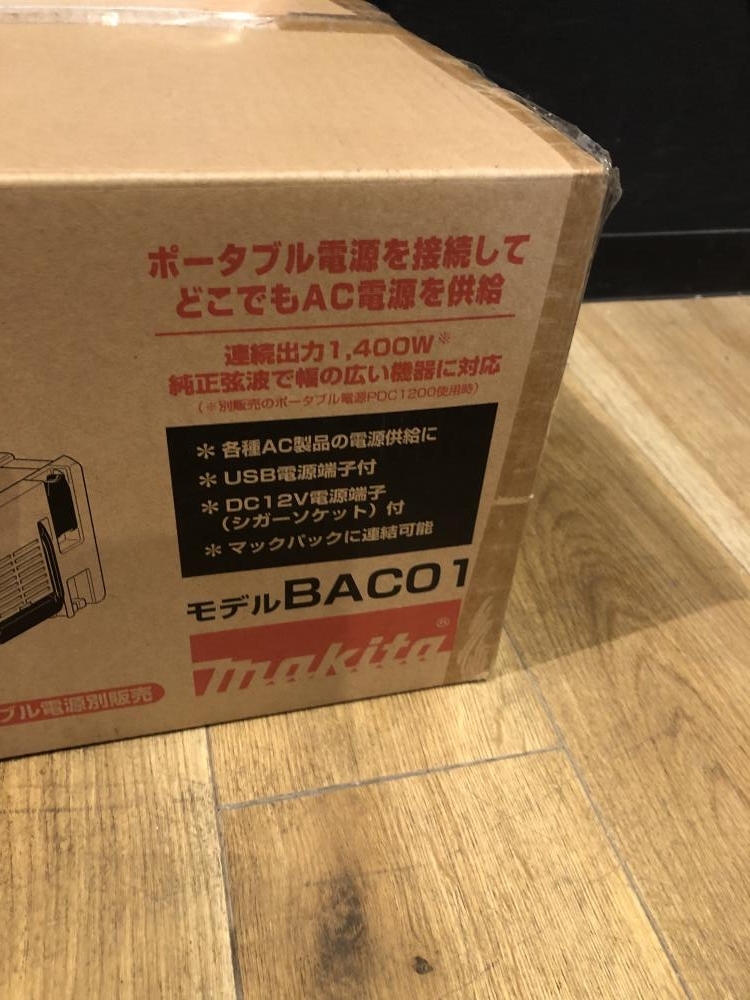 ポータブル電源を接続して
どこでもAC電源を供給
連続出力1,400W※
純正弦波で幅の広い機器に対応
(※別販売のポータブル電源PDC1200使用時)
＊各種AC製品の電源供給に
＊USB電源端子付
＊DC12V電源端子
(シガーソケット)付
＊マックパックに連結可能
モデルBAC01
makita®
ブル電源別販売